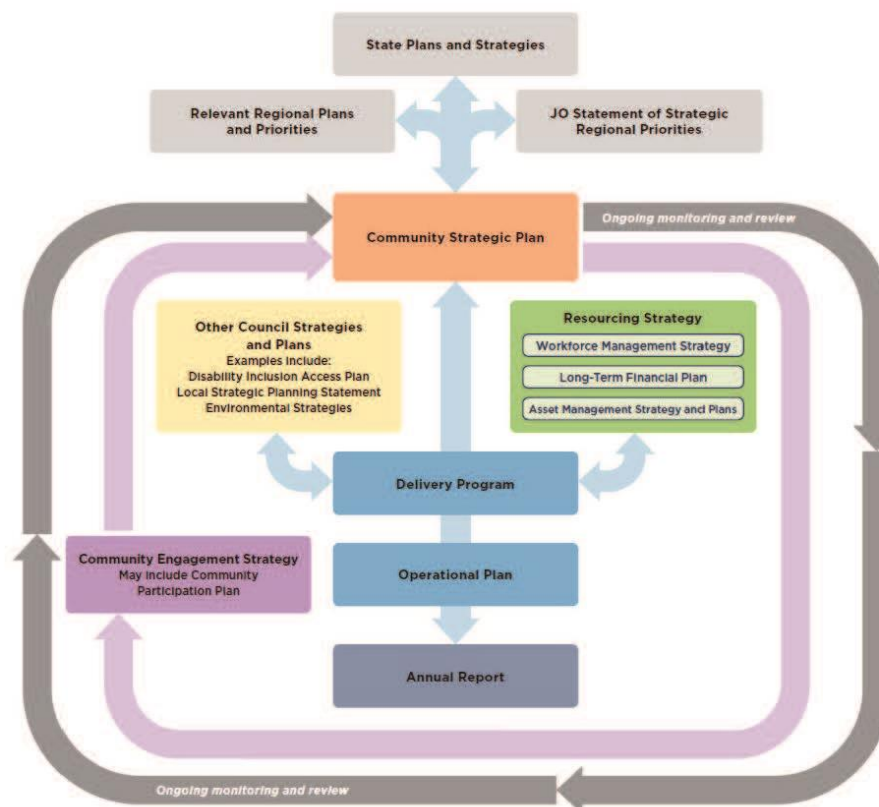 State Plans and Strategies
Relevant Regional Plans
and Priorities
JO Statement of Strategic
Regional Priorities
Community Strategic Plan
Ongoing monitoring and review
Other Council Strategies
and Plans
Examples include:
Disability Inclusion Access Plan
Local Strategic Planning Statement
Environmental Strategies
Resourcing Strategy
Workforce Management Strategy
Long-Term Financial Plan
Asset Management Strategy and Plans
Delivery Program
Community Engagement Strategy
May include Community
Participation Plan
Operational Plan
Annual Report
Ongoing monitoring and review